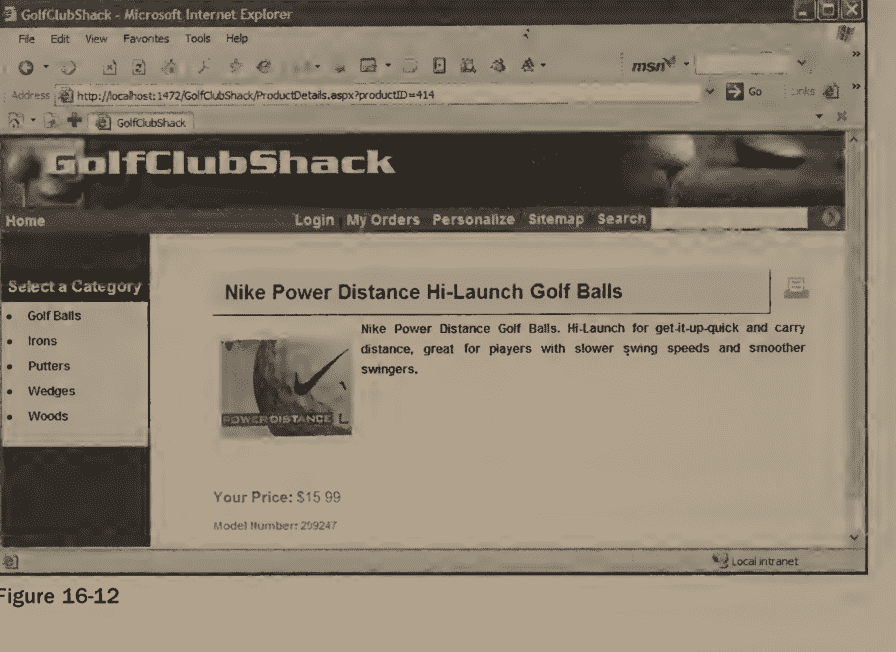 GolfClubShack - Microsoft Internet Explorer
File Edit View Favorites Tools Help
msn
Address http://localhost:1472/GolfClubShack/ProductDetails.aspx?productID=414 Go Links
GolfClubShack
GolfClubShack
Home Login My Orders Personalize Sitemap Search
Select a Category
Golf Balls
Irons
Putters
Wedges
Woods
Nike Power Distance Hi-Launch Golf Balls
Nike Power Distance Golf Balls. Hi-Launch for get-it-up-quick and carry
distance, great for players with slower swing speeds and smoother
swingers.
POWER DISTANCE L
Your Price: $15.99
Model Number: 209247
Local intranet
Figure 16-12